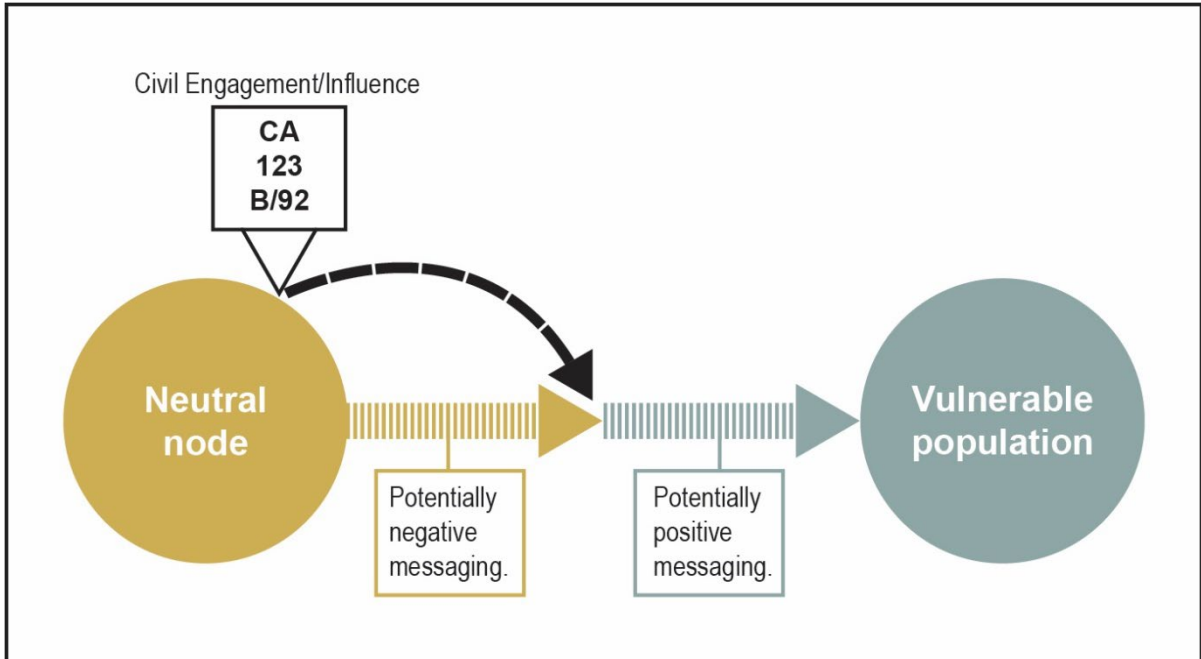 Civil Engagement/Influence
CA
123
B/92
Neutral
node
Vulnerable
population
Potentially
negative
messaging.
Potentially
positive
messaging.